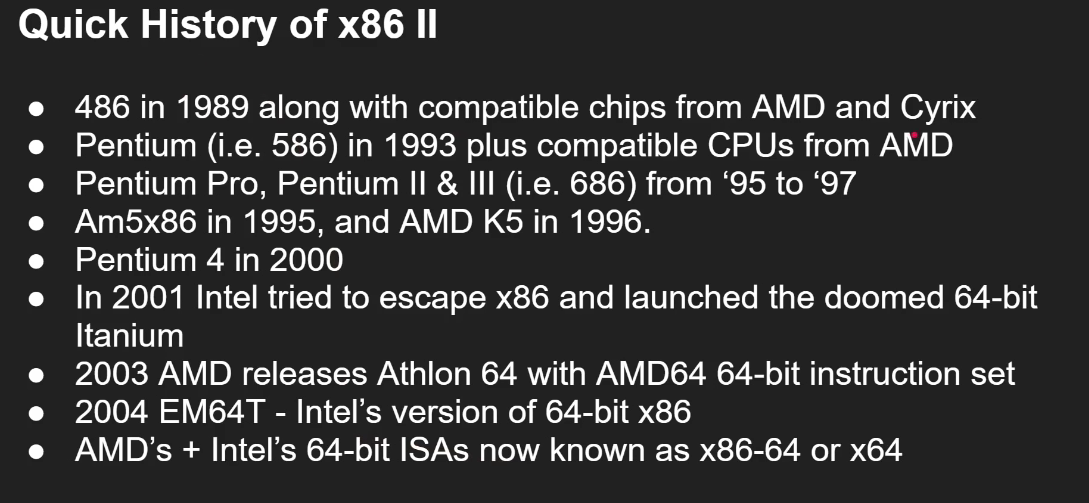 Quick History of x86 II
● 486 in 1989 along with compatible chips from AMD and Cyrix
● Pentium (i.e. 586) in 1993 plus compatible CPUs from AMD
● Pentium Pro, Pentium II & III (i.e. 686) from ‘95 to ‘97
● Am5x86 in 1995, and AMD K5 in 1996.
● Pentium 4 in 2000
● In 2001 Intel tried to escape x86 and launched the doomed 64-bit
Itanium
● 2003 AMD releases Athlon 64 with AMD64 64-bit instruction set
● 2004 EM64T - Intel’s version of 64-bit x86
● AMD’s + Intel’s 64-bit ISAs now known as x86-64 or x64